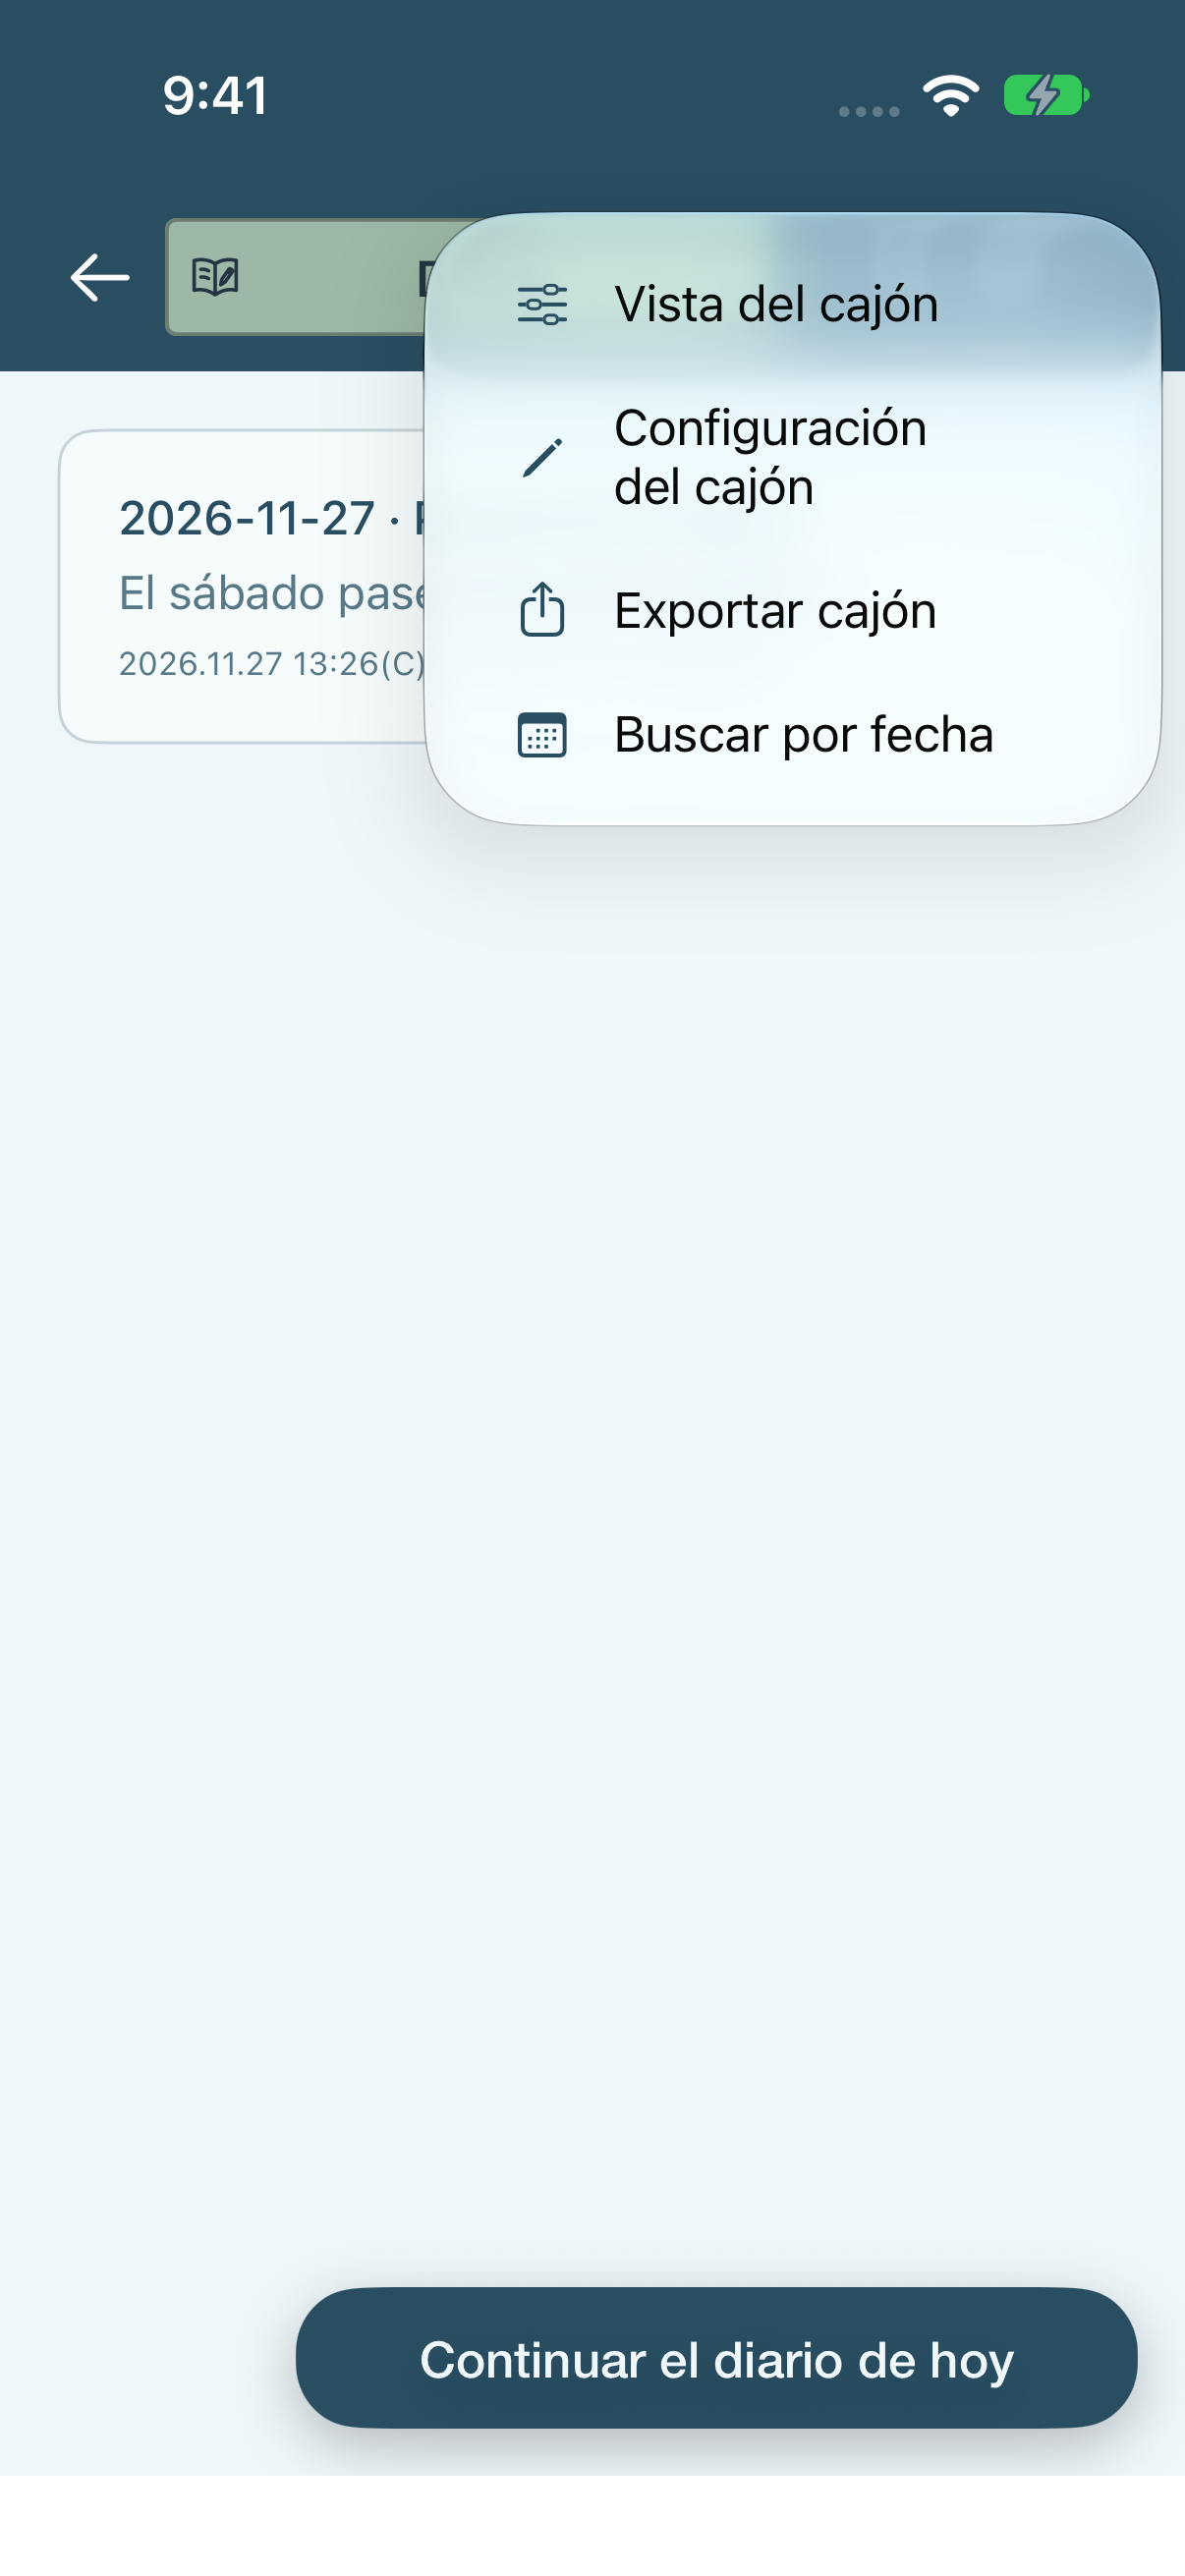 9:41
Vista del cajón
Configuración
del cajón
Exportar cajón
Buscar por fecha
2026-11-27 ·
El sábado
2026.11.27 13:26(C)
Continuar el diario de hoy